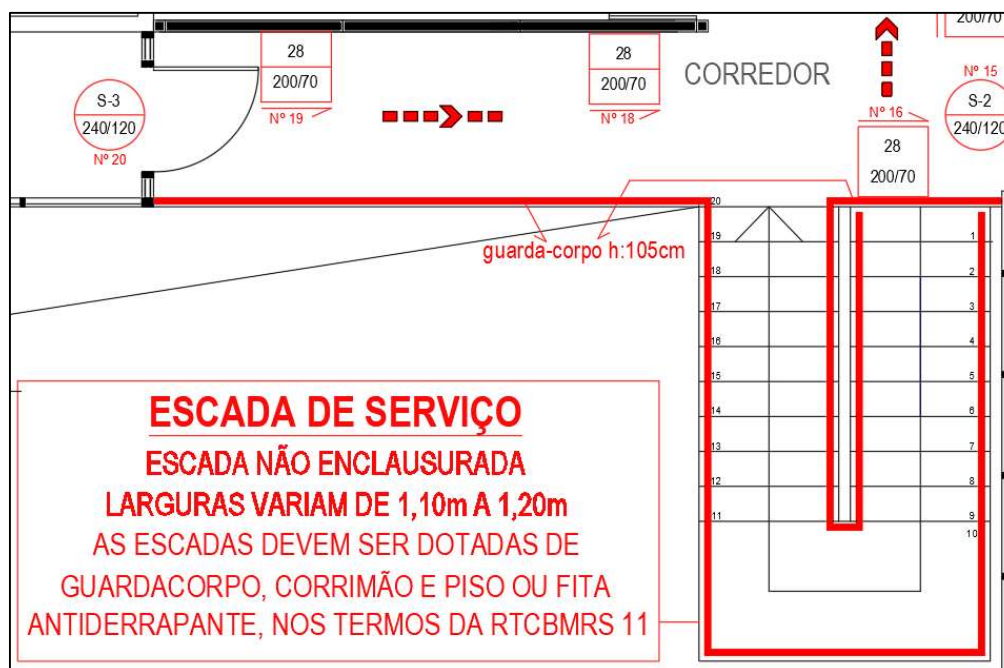 200/70
28
200/70
Nº 19
28
200/70
Nº 18
CORREDOR
Nº 15
S-3
240/120
Nº 20
S-2
240/120
Nº 16
28
200/70
guarda-corpo h:105cm
20
19
18
17
16
15
14
13
12
11
1
2
3
4
5
6
7
8
9
10
ESCADA DE SERVIÇO
ESCADA NÃO ENCLAUSURADA
LARGURAS VARIAM DE 1,10m A 1,20m
AS ESCADAS DEVEM SER DOTADAS DE
GUARDACORPO, CORRIMÃO E PISO OU FITA
ANTIDERRAPANTE, NOS TERMOS DA RTCBMRS 11